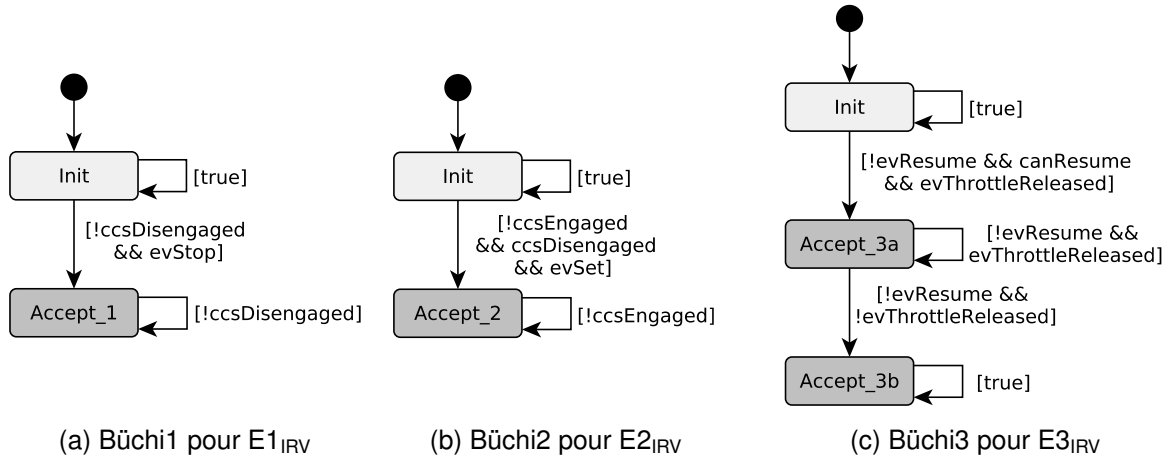 Init
[true]
[!ccsDisengaged
&& evStop]
Accept_1
[!ccsDisengaged]
(a) Büchi1 pour E1IRV
Init
[true]
[!ccsEngaged
&& ccsDisengaged
&& evSet]
Accept_2
[!ccsEngaged]
(b) Büchi2 pour E2IRV
Init
[true]
[!evResume && canResume
&& evThrottleReleased]
Accept_3a
[!evResume &&
evThrottleReleased]
[!evResume &&
!evThrottleReleased]
Accept_3b
[true]
(c) Büchi3 pour E3IRV